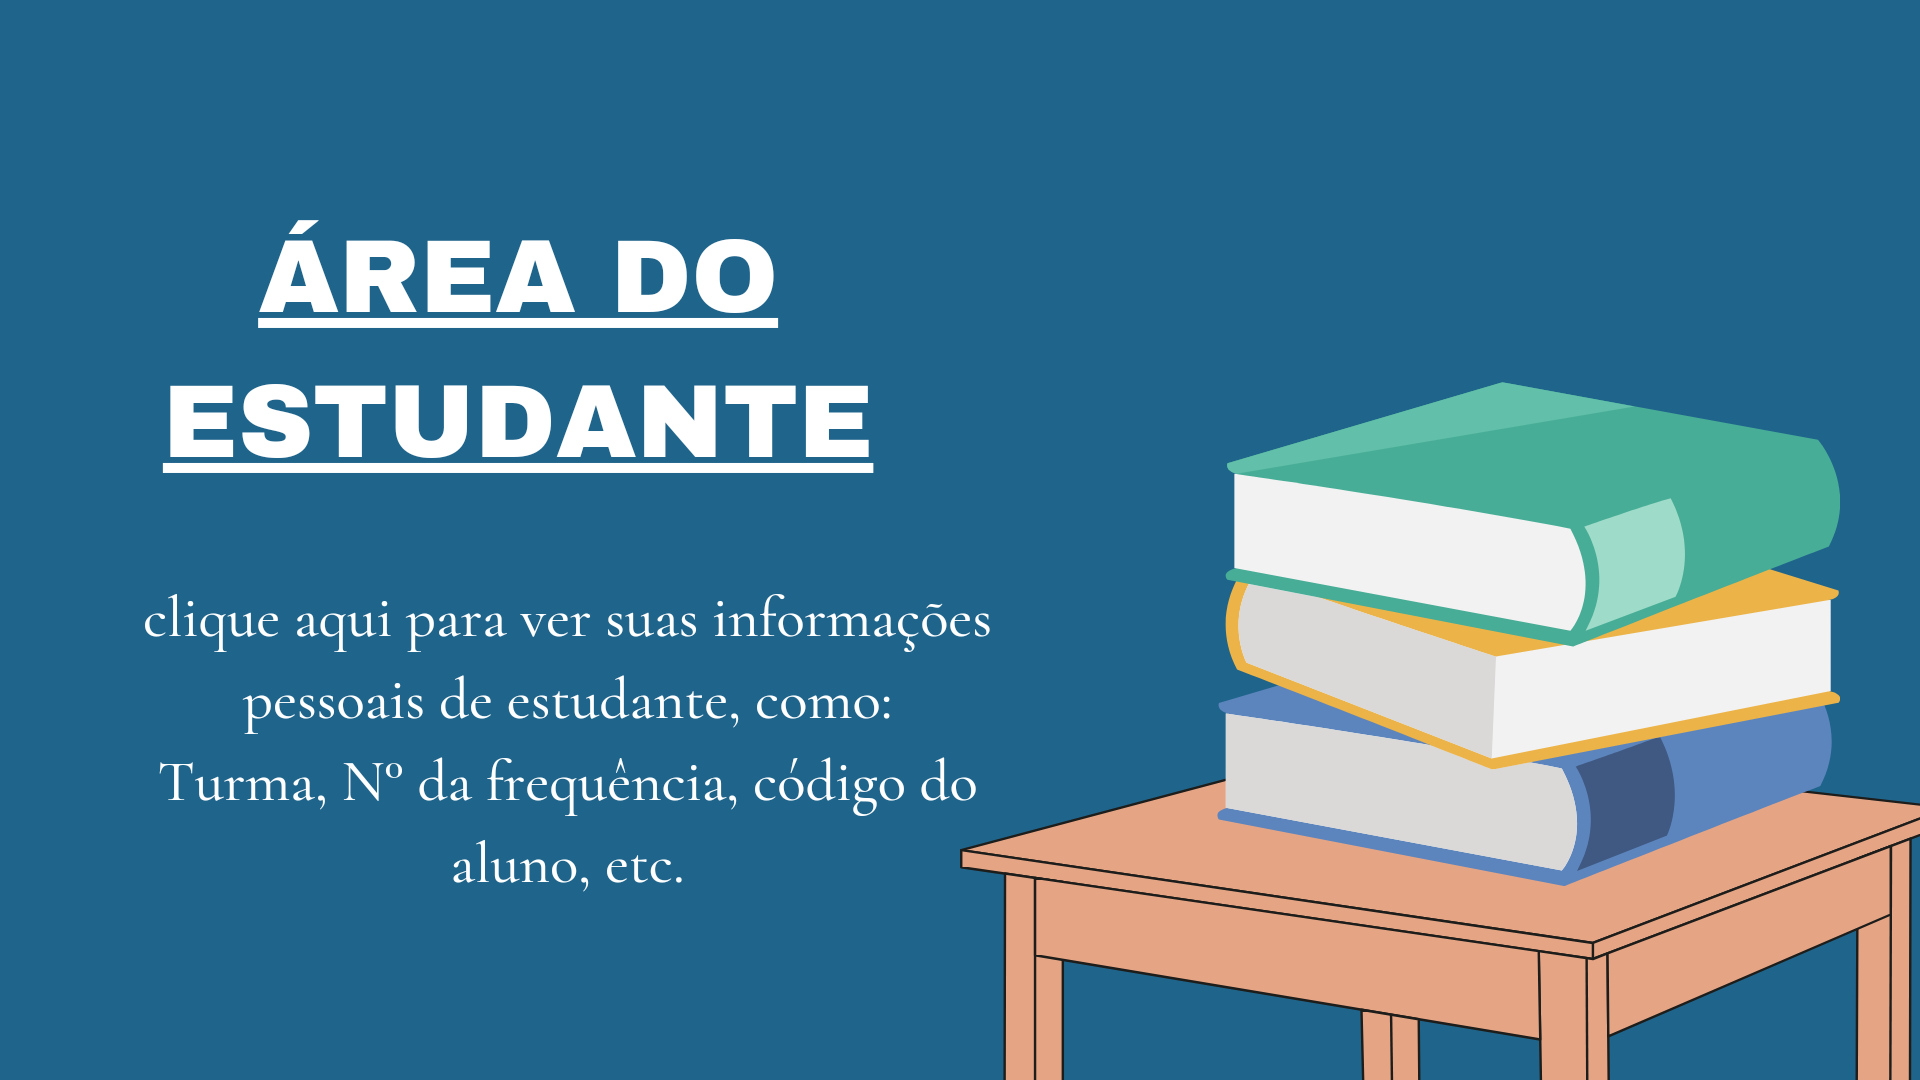 ÁREA DO
ESTUDANTE
clique aqui para ver suas informações
pessoais de estudante, como:
Turma, Nº da frequência, código do
aluno, etc.